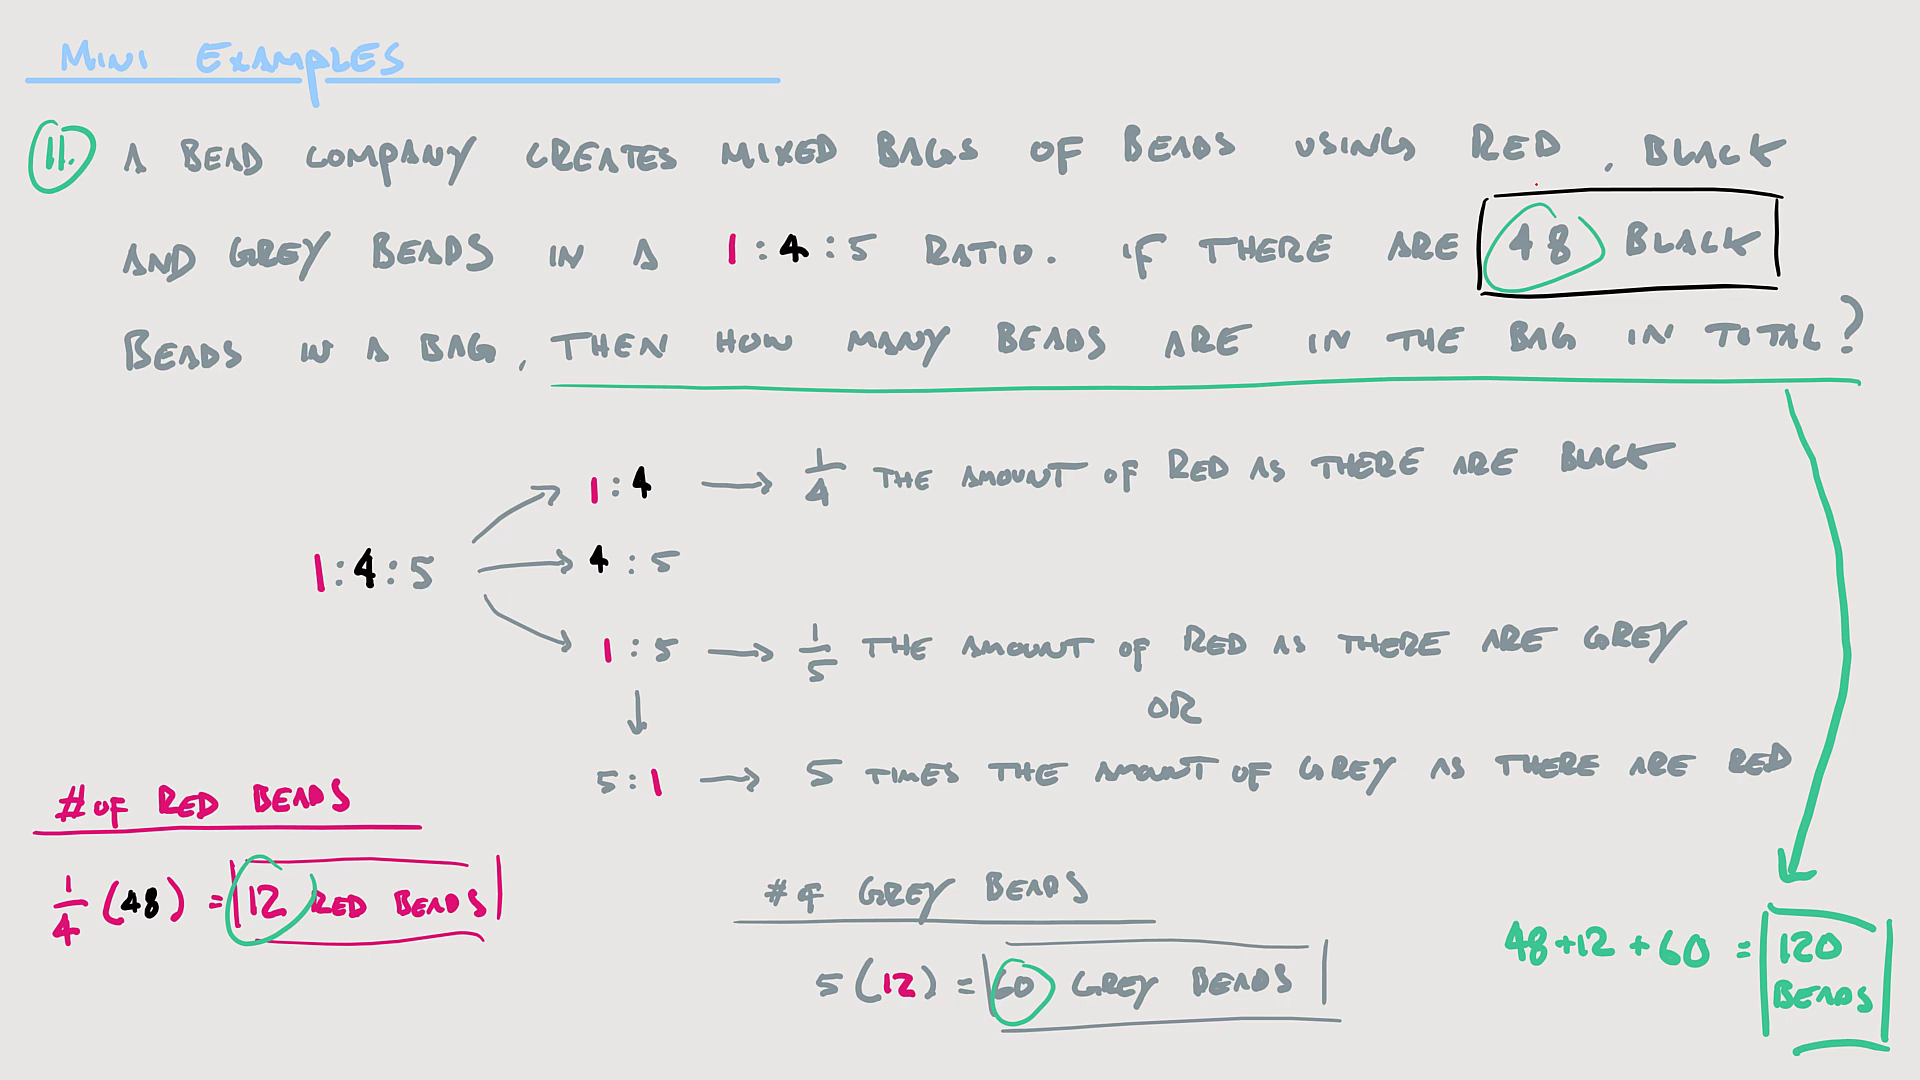 MINI EXAMPLES
11. A BEAD COMPANY CREATES MIXED BAGS OF BEADS USING RED, BLACK
AND GREY BEADS IN A 1:4:5 RATIO. IF THERE ARE 48 BLACK
BEADS IN A BAG, THEN HOW MANY BEADS ARE IN THE BAG IN TOTAL?
1:4 → 1/4 THE AMOUNT OF RED AS THERE ARE BLACK
1:4:5 → 4:5
1:5 → 1/5 THE AMOUNT OF RED AS THERE ARE GREY
OR
5:1 → 5 TIMES THE AMOUNT OF GREY AS THERE ARE RED
# OF RED BEADS
1/4 (48) = 12 RED BEADS
# OF GREY BEADS
5 (12) = 60 GREY BEADS
48 + 12 + 60 = 120
BEADS